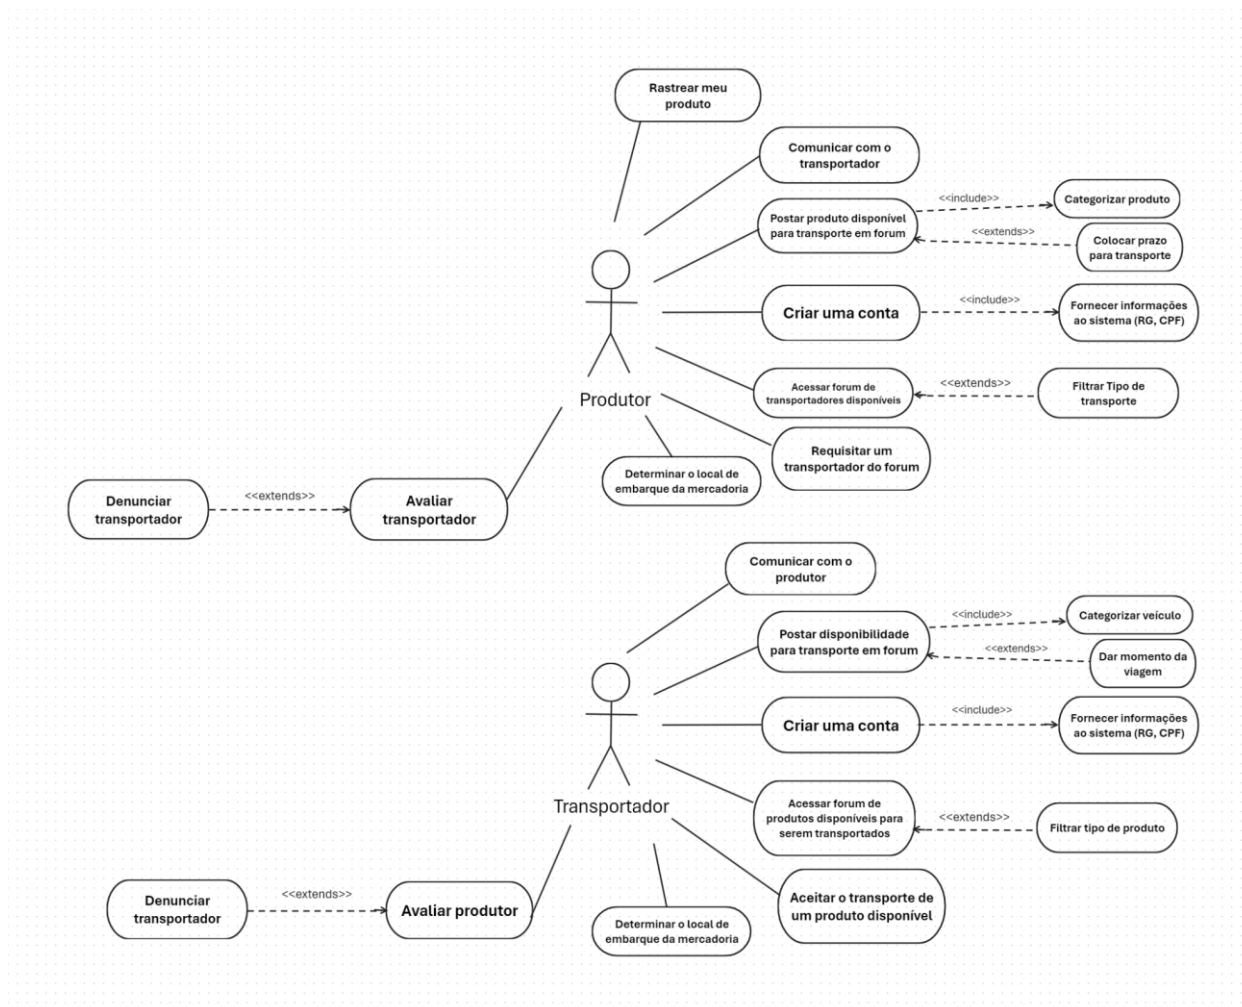 Rastrear meu
produto
Comunicar com o
transportador
Postar produto disponível
para transporte em forum
<<include>>
Categorizar produto
<<extends>>
Colocar prazo
para transporte
Criar uma conta
<<include>>
Fornecer informações
ao sistema (RG, CPF)
Acessar forum de
transportadores disponíveis
<<extends>>
Filtrar Tipo de
transporte
Produtor
Requisitar um
transportador do forum
Determinar o local de
embarque da mercadoria
Denunciar
transportador
<<extends>>
Avaliar
transportador
Comunicar com o
produtor
Postar disponibilidade
para transporte em forum
<<include>>
Categorizar veículo
<<extends>>
Dar momento da
viagem
Criar uma conta
<<include>>
Fornecer informações
ao sistema (RG, CPF)
Transportador
Acessar forum de
produtos disponíveis para
serem transportados
<<extends>>
Filtrar tipo de produto
Aceitar o transporte de
um produto disponível
Denunciar
transportador
<<extends>>
Avaliar produtor
Determinar o local de
embarque da mercadoria